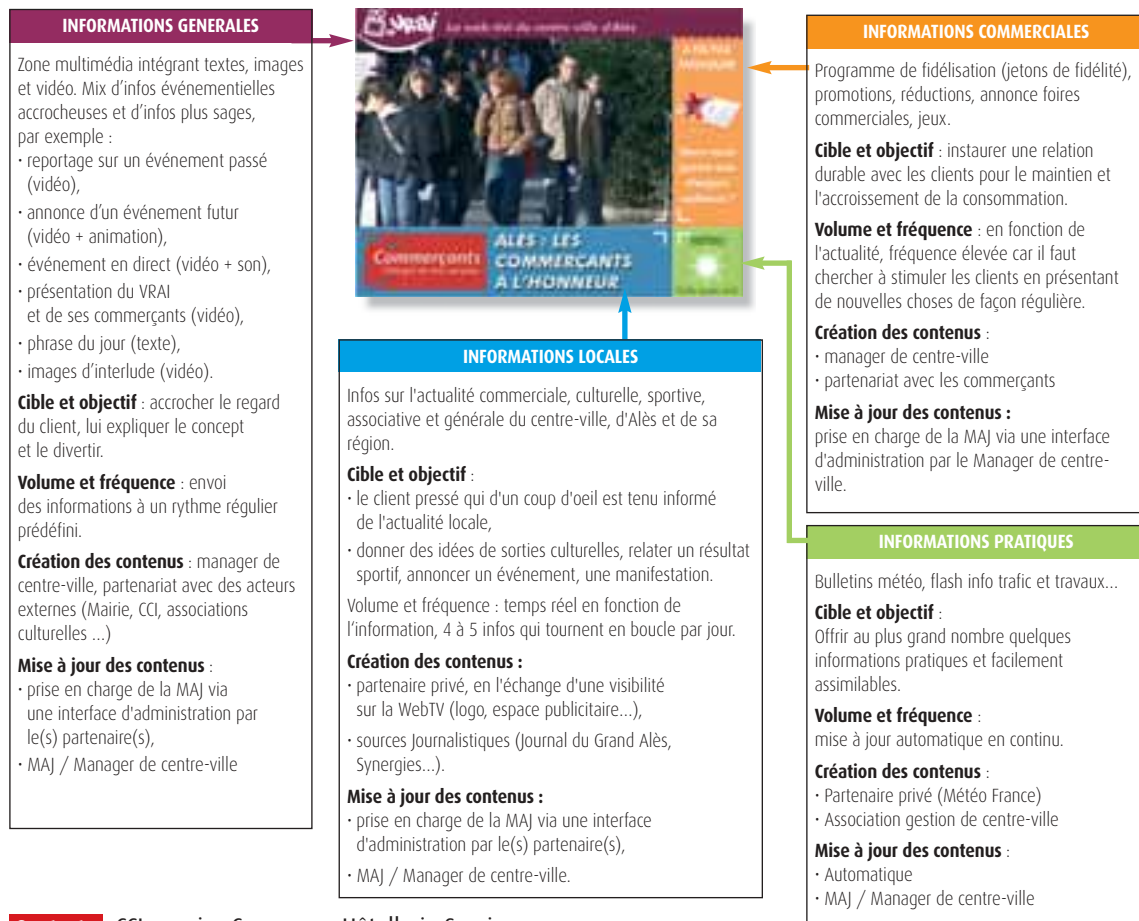 INFORMATIONS GENERALES
Zone multimédia intégrant textes, images
et vidéo. Mix d'infos événementielles
accrocheuses et d'infos plus sages,
par exemple :
· reportage sur un événement passé
(vidéo),
· annonce d'un événement futur
(vidéo + animation),
· événement en direct (vidéo + son),
· présentation du VRAI
et de ses commerçants (vidéo),
· phrase du jour (texte),
· images d'interlude (vidéo).
Cible et objectif : accrocher le regard
du client, lui expliquer le concept
et le divertir.
Volume et fréquence : envoi
des informations à un rythme régulier
prédéfini.
Création des contenus : manager de
centre-ville, partenariat avec des acteurs
externes (Mairie, CCI, associations
culturelles ...)
Mise à jour des contenus :
· prise en charge de la MAJ via
une interface d'administration par
le(s) partenaire(s),
· MAJ / Manager de centre-ville
VRAI
du centre ville d'Alès
Commerçants
ALES : LES
COMMERCANTS
A L'HONNEUR
INFORMATIONS LOCALES
Infos sur l'actualité commerciale, culturelle, sportive,
associative et générale du centre-ville, d'Alès et de sa
région.
Cible et objectif :
· le client pressé qui d'un coup d'oeil est tenu informé
de l'actualité locale,
· donner des idées de sorties culturelles, relater un résultat
sportif, annoncer un événement, une manifestation.
Volume et fréquence : temps réel en fonction de
l'information, 4 à 5 infos qui tournent en boucle par jour.
Création des contenus :
· partenaire privé, en l'échange d'une visibilité
sur la WebTV (logo, espace publicitaire...),
· sources Journalistiques (Journal du Grand Alès,
Synergies...).
Mise à jour des contenus :
· prise en charge de la MAJ via une interface
d'administration par le(s) partenaire(s),
· MAJ / Manager de centre-ville.
INFORMATIONS COMMERCIALES
Programme de fidélisation (jetons de fidélité),
promotions, réductions, annonce foires
commerciales, jeux.
Cible et objectif : instaurer une relation
durable avec les clients pour le maintien et
l'accroissement de la consommation.
Volume et fréquence : en fonction de
l'actualité, fréquence élevée car il faut
chercher à stimuler les clients en présentant
de nouvelles choses de façon régulière.
Création des contenus :
· manager de centre-ville
· partenariat avec les commerçants
Mise à jour des contenus :
prise en charge de la MAJ via une interface
d'administration par le Manager de centre-
ville.
INFORMATIONS PRATIQUES
Bulletins météo, flash info trafic et travaux...
Cible et objectif :
Offrir au plus grand nombre quelques
informations pratiques et facilement
assimilables.
Volume et fréquence :
mise à jour automatique en continu.
Création des contenus :
· Partenaire privé (Météo France)
· Association gestion de centre-ville
Mise à jour des contenus :
· Automatique
· MAJ / Manager de centre-ville